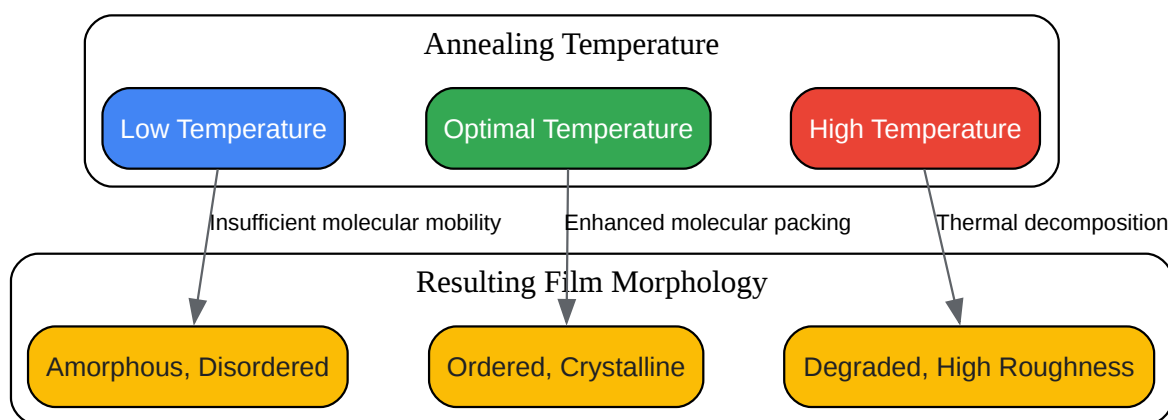 Annealing Temperature
Low Temperature
Optimal Temperature
High Temperature
Insufficient molecular mobility
Enhanced molecular packing
Thermal decomposition
Resulting Film Morphology
Amorphous, Disordered
Ordered, Crystalline
Degraded, High Roughness